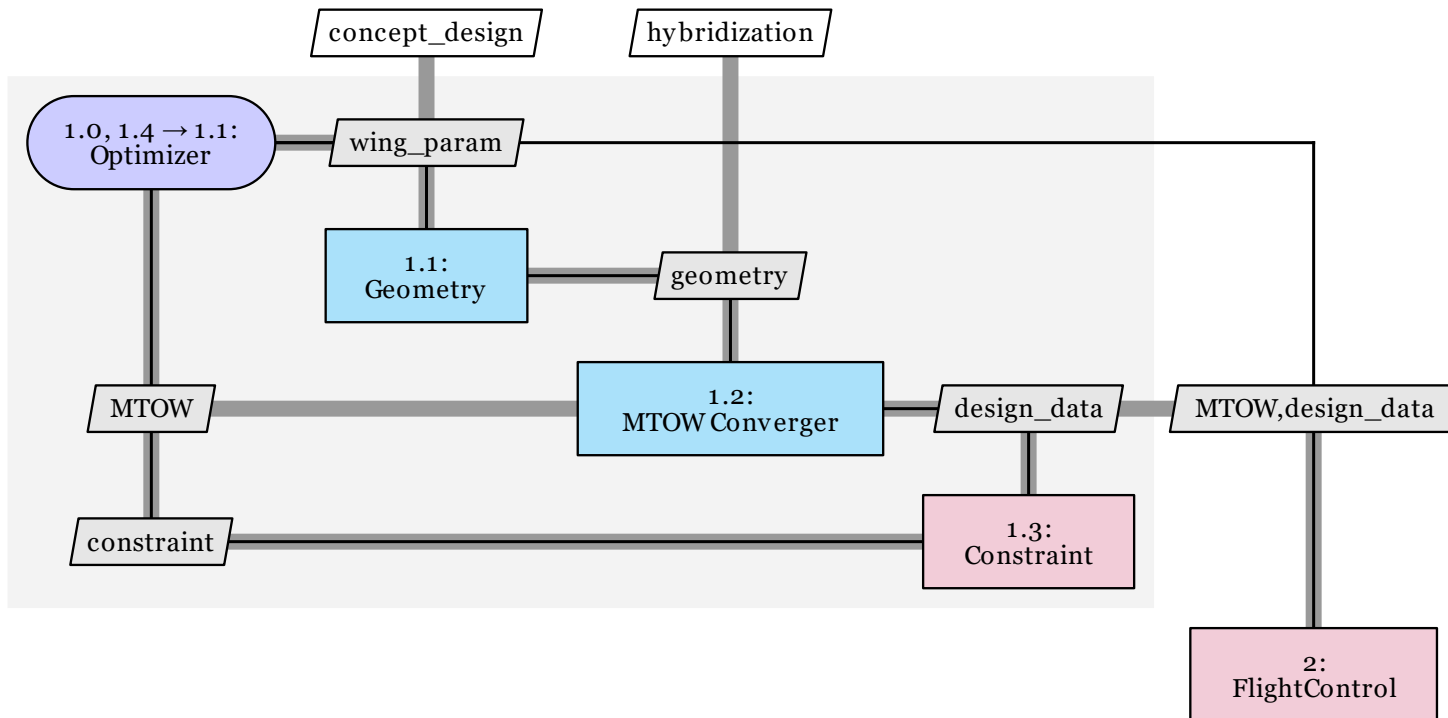 concept_design
hybridization
1.0, 1.4 → 1.1:
Optimizer
wing_param
1.1:
Geometry
geometry
MTOW
1.2:
MTOW Converger
design_data
MTOW,design_data
constraint
1.3:
Constraint
2:
FlightControl